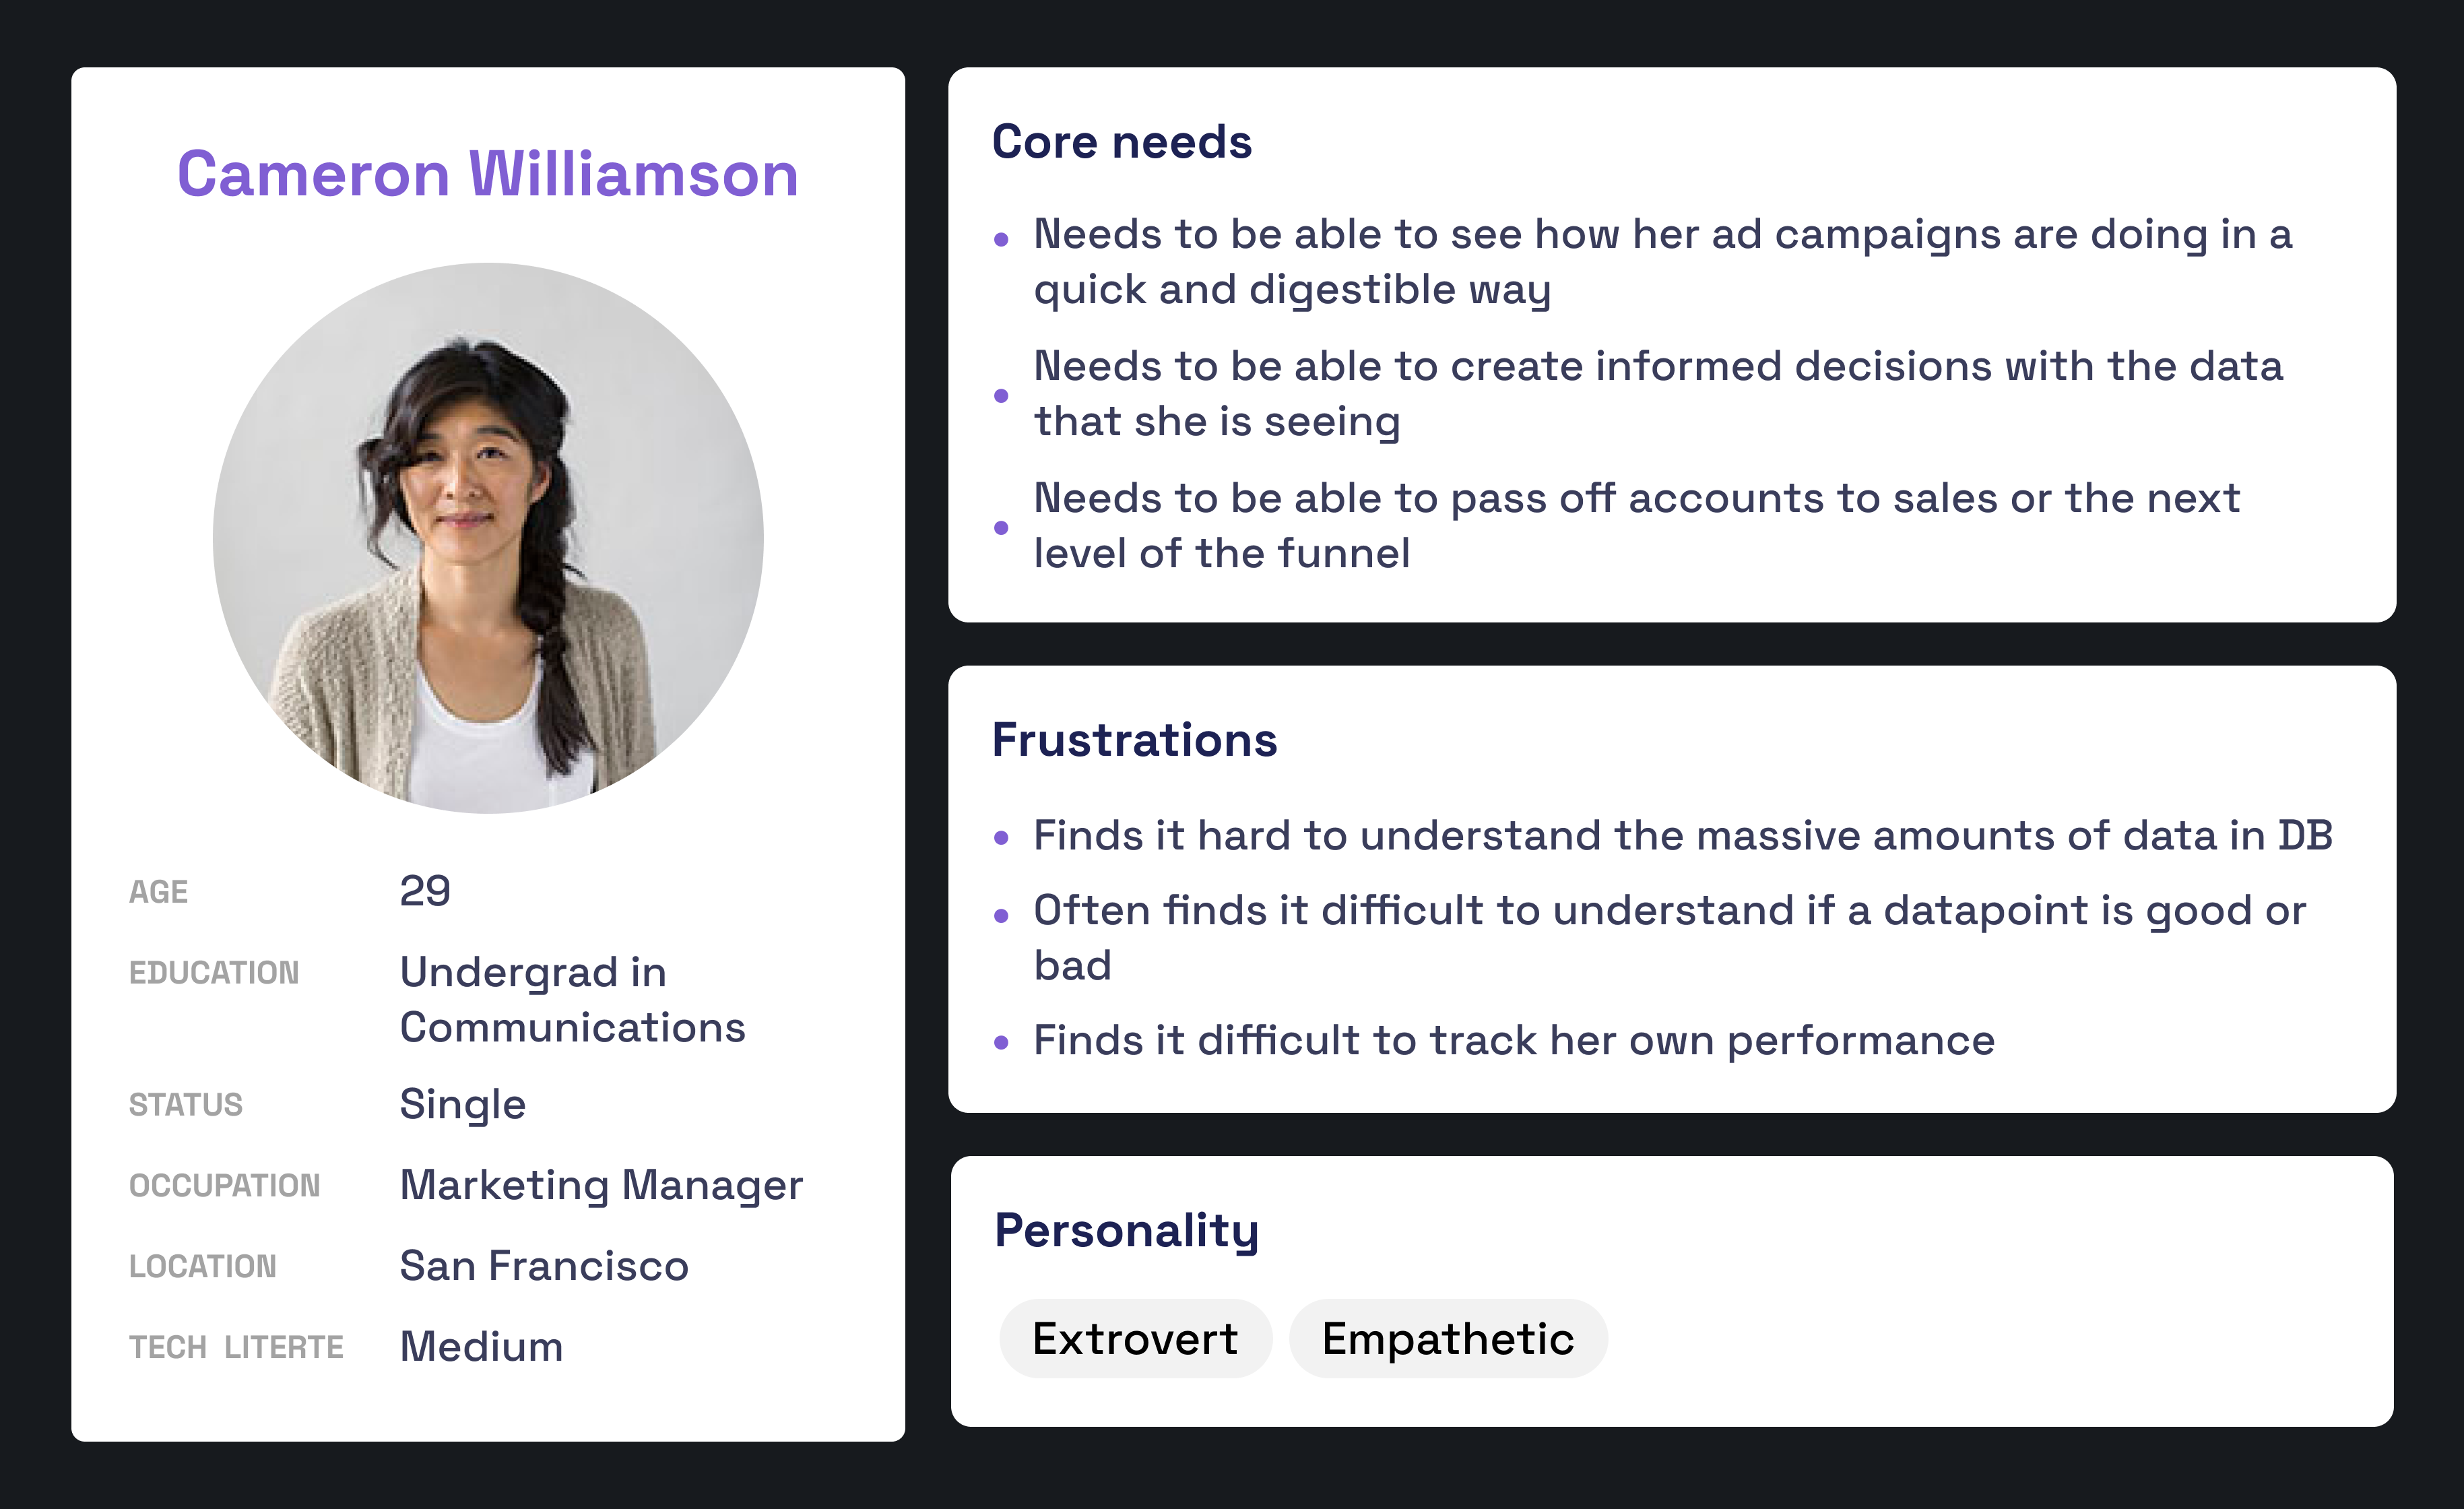 Cameron Williamson
AGE 29
EDUCATION Undergrad in
Communications
STATUS Single
OCCUPATION Marketing Manager
LOCATION San Francisco
TECH LITERTE Medium
Core needs
• Needs to be able to see how her ad campaigns are doing in a
quick and digestible way
• Needs to be able to create informed decisions with the data
that she is seeing
• Needs to be able to pass off accounts to sales or the next
level of the funnel
Frustrations
• Finds it hard to understand the massive amounts of data in DB
• Often finds it difficult to understand if a datapoint is good or
bad
• Finds it difficult to track her own performance
Personality
Extrovert Empathetic